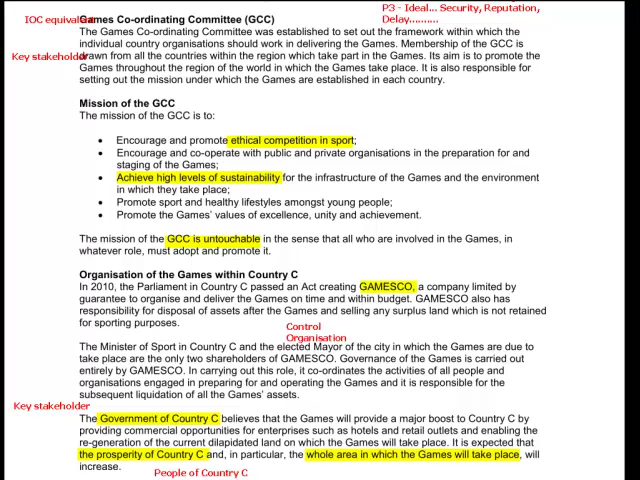 P3 - Ideal... Security, Reputation,
Delay..........
IOC equivalent
Games Co-ordinating Committee (GCC)
The Games Co-ordinating Committee was established to set out the framework within which the
individual country organisations should work in delivering the Games. Membership of the GCC is
Key stakeholder
drawn from all the countries within the region which take part in the Games. Its aim is to promote the
Games throughout the region of the world in which the Games take place. It is also responsible for
setting out the mission under which the Games are established in each country.
Mission of the GCC
The mission of the GCC is to:
• Encourage and promote ethical competition in sport;
• Encourage and co-operate with public and private organisations in the preparation for and
staging of the Games;
• Achieve high levels of sustainability for the infrastructure of the Games and the environment
in which they take place;
• Promote sport and healthy lifestyles amongst young people;
• Promote the Games' values of excellence, unity and achievement.
The mission of the GCC is untouchable in the sense that all who are involved in the Games, in
whatever role, must adopt and promote it.
Organisation of the Games within Country C
In 2010, the Parliament in Country C passed an Act creating GAMESCO, a company limited by
guarantee to organise and deliver the Games on time and within budget. GAMESCO also has
responsibility for disposal of assets after the Games and selling any surplus land which is not retained
for sporting purposes.
Control
Organisation
The Minister of Sport in Country C and the elected Mayor of the city in which the Games are due to
take place are the only two shareholders of GAMESCO. Governance of the Games is carried out
entirely by GAMESCO. In carrying out this role, it co-ordinates the activities of all people and
organisations engaged in preparing for and operating the Games and it is responsible for the
subsequent liquidation of all the Games' assets.
Key stakeholder
The Government of Country C believes that the Games will provide a major boost to Country C by
providing commercial opportunities for enterprises such as hotels and retail outlets and enabling the
re-generation of the current dilapidated land on which the Games will take place. It is expected that
the prosperity of Country C and, in particular, the whole area in which the Games will take place, will
increase.
People of Country C